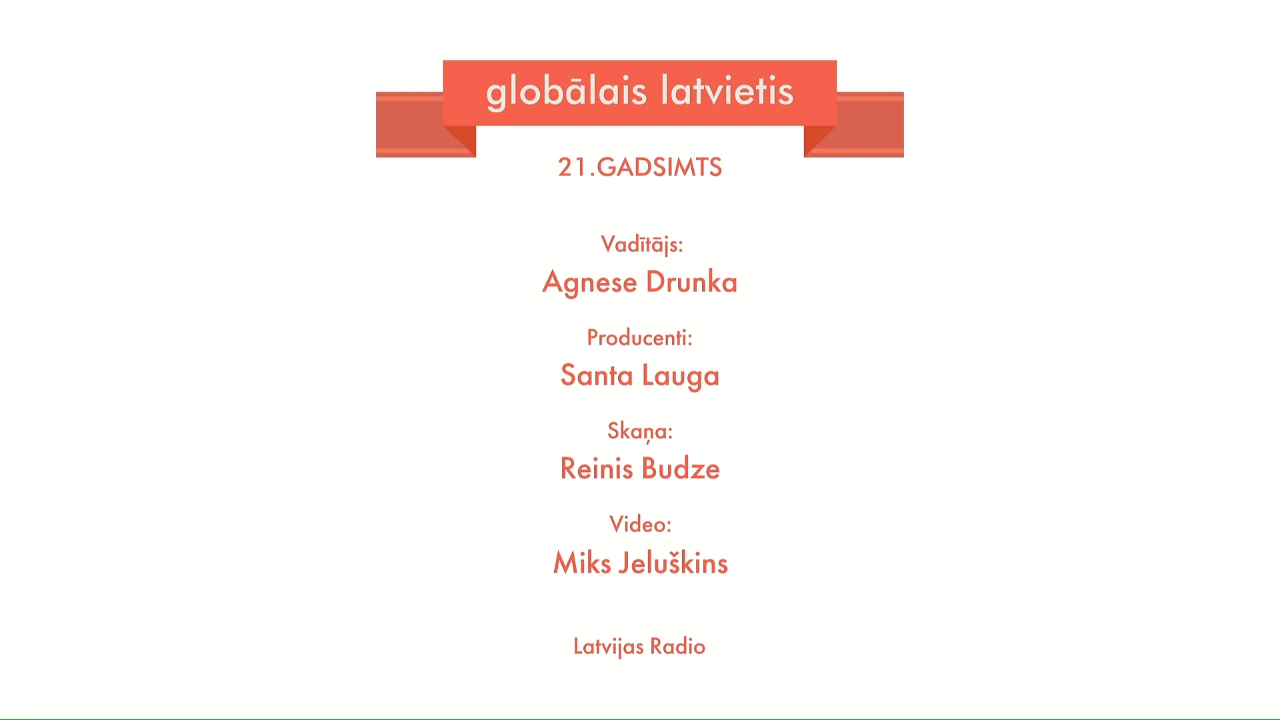 globālais latvietis
21.GADSIMTS
Vadītājs:
Agnese Drunka
Producenti:
Santa Lauga
Skaņa:
Reinis Budze
Video:
Miks Jeluškins
Latvijas Radio